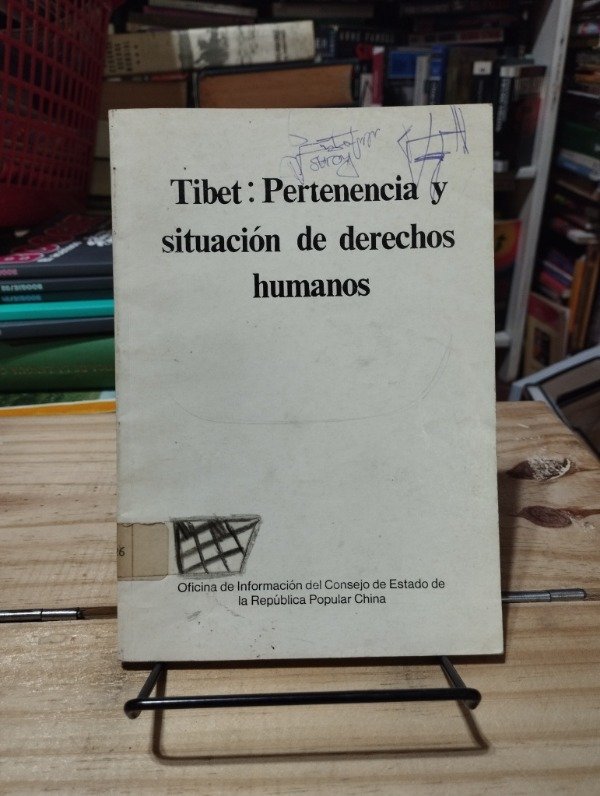 Tibet: Pertenencia y
situación de derechos
humanos
Oficina de Información del Consejo de Estado de
la República Popular China